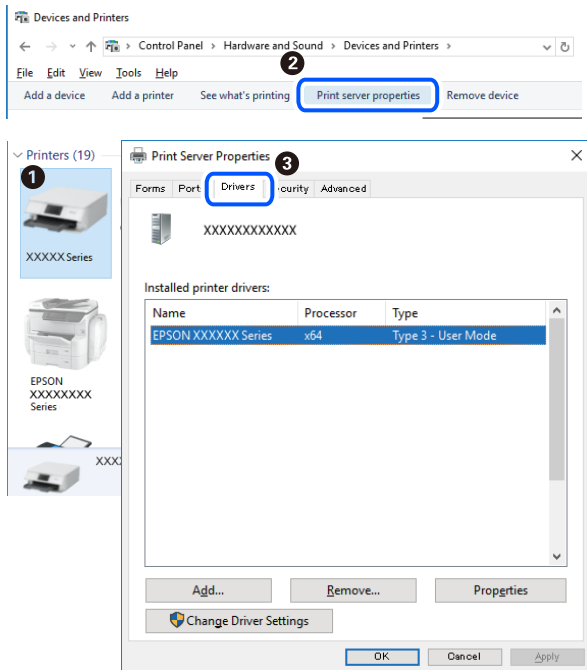 Devices and Printers
Control Panel > Hardware and Sound > Devices and Printers >
2
File Edit View Tools Help
Add a device Add a printer See what's printing Print server properties Remove device
Printers (19)
1
XXXXX Series
EPSON
XXXXXXXX
Series
XXX
Print Server Properties
3
Forms Port Drivers curity Advanced
XXXXXXXXXXXX
Installed printer drivers:
Name Processor Type
EPSON XXXXXX Series x64 Type 3 - User Mode
Add... Remove... Properties
Change Driver Settings
OK Cancel Apply